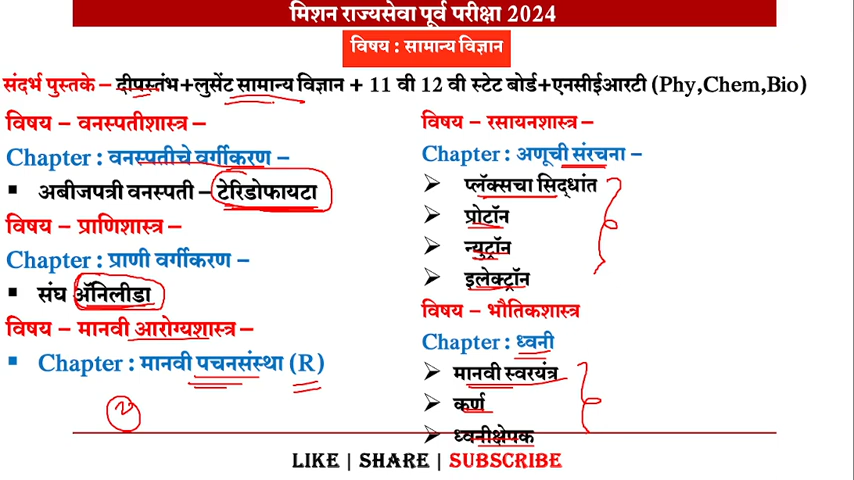 मिशन राज्यसेवा पूर्व परीक्षा 2024
विषय : सामान्य विज्ञान
संदर्भ पुस्तके – दीपस्तंभ+लुसेंट सामान्य विज्ञान + 11 वी 12 वी स्टेट बोर्ड+एनसीईआरटी (Phy,Chem,Bio)
विषय – वनस्पतीशास्त्र–
Chapter : वनस्पतीचे वर्गीकरण –
▪ अबीजपत्री वनस्पती – टेरिडोफायटा
विषय – प्राणिशास्त्र–
Chapter : प्राणी वर्गीकरण –
▪ संघ ॲनिलीडा
विषय – मानवी आरोग्यशास्त्र–
▪ Chapter : मानवी पचनसंस्था (R)
विषय – रसायनशास्त्र–
Chapter : अणूची संरचना –
➤ प्लॅक्सचा सिद्धांत
➤ प्रोटॉन
➤ न्युट्रॉन
➤ इलेक्ट्रॉन
विषय – भौतिकशास्त्र
Chapter : ध्वनी
➤ मानवी स्वरयंत्र
➤ कर्ण
➤ ध्वनीक्षेपक
LIKE | SHARE | SUBSCRIBE